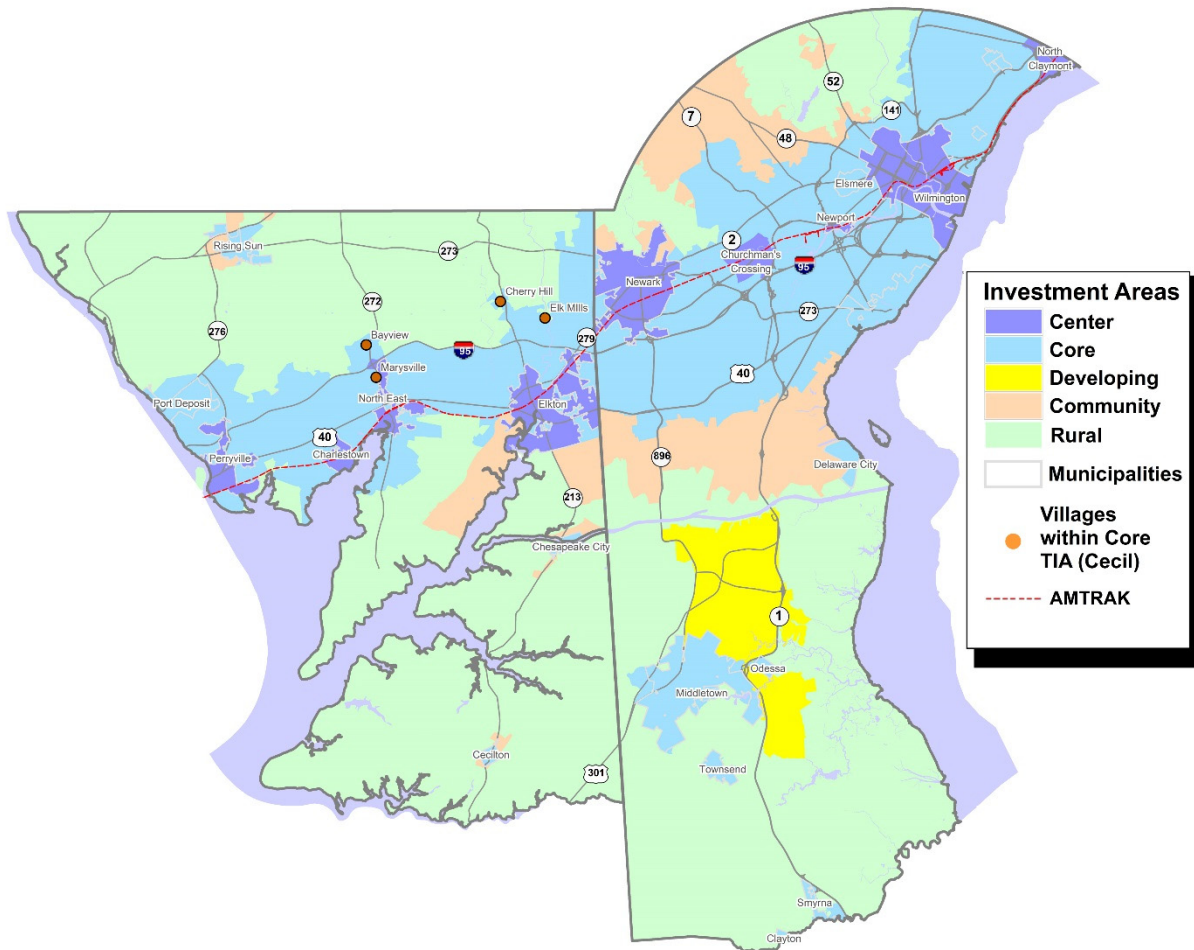 North
Claymont
52
141
7
48
Elsmere
Wilmington
Newport
2
Churchman's
Crossing
95
Newark
273
Rising Sun
273
272
Cherry Hill
Elk MIlls
276
Bayview
95
279
Marysville
40
Port Deposit
North East
Elkton
40
Charlestown
Perryville
896
Delaware City
213
Chesapeake City
1
Odessa
Middletown
Cecilton
301
Townsend
Smyrna
Clayton
Investment Areas
Center
Core
Developing
Community
Rural
Municipalities
Villages
within Core
TIA (Cecil)
AMTRAK